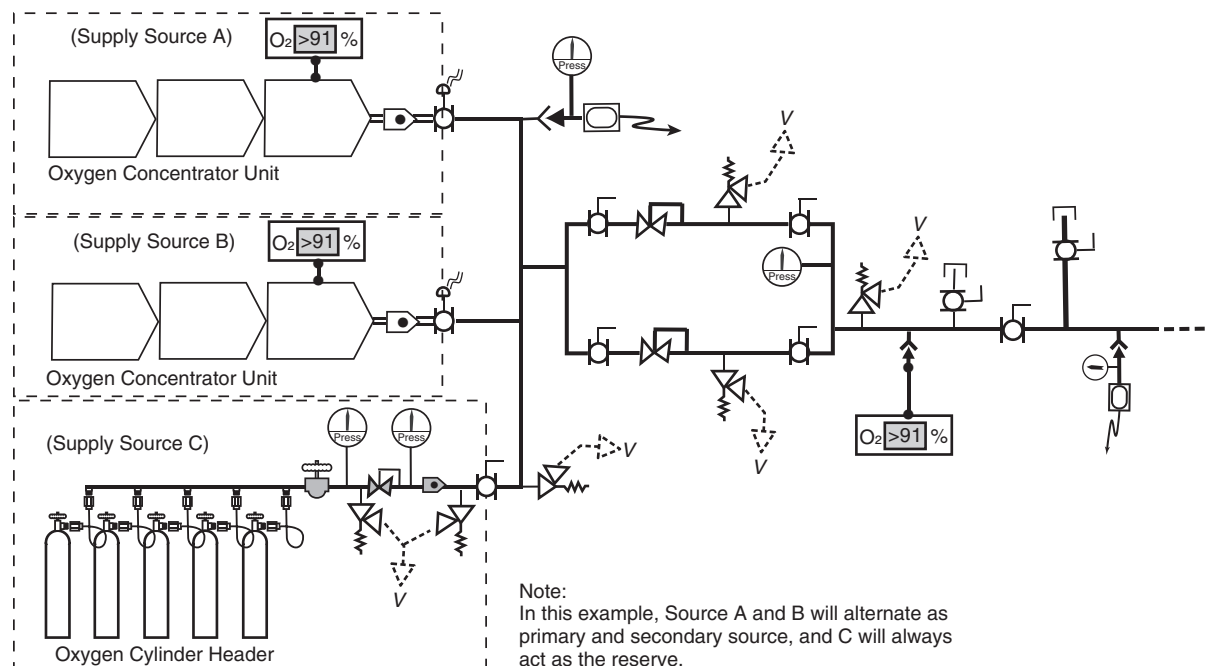 (Supply Source A)
O2 >91 %
Oxygen Concentrator Unit
Press
V
(Supply Source B)
O2 >91 %
Oxygen Concentrator Unit
V
Press
V
O2 >91 %
(Supply Source C)
Press
Press
V
V
V
Oxygen Cylinder Header
Note:
In this example, Source A and B will alternate as
primary and secondary source, and C will always
act as the reserve.